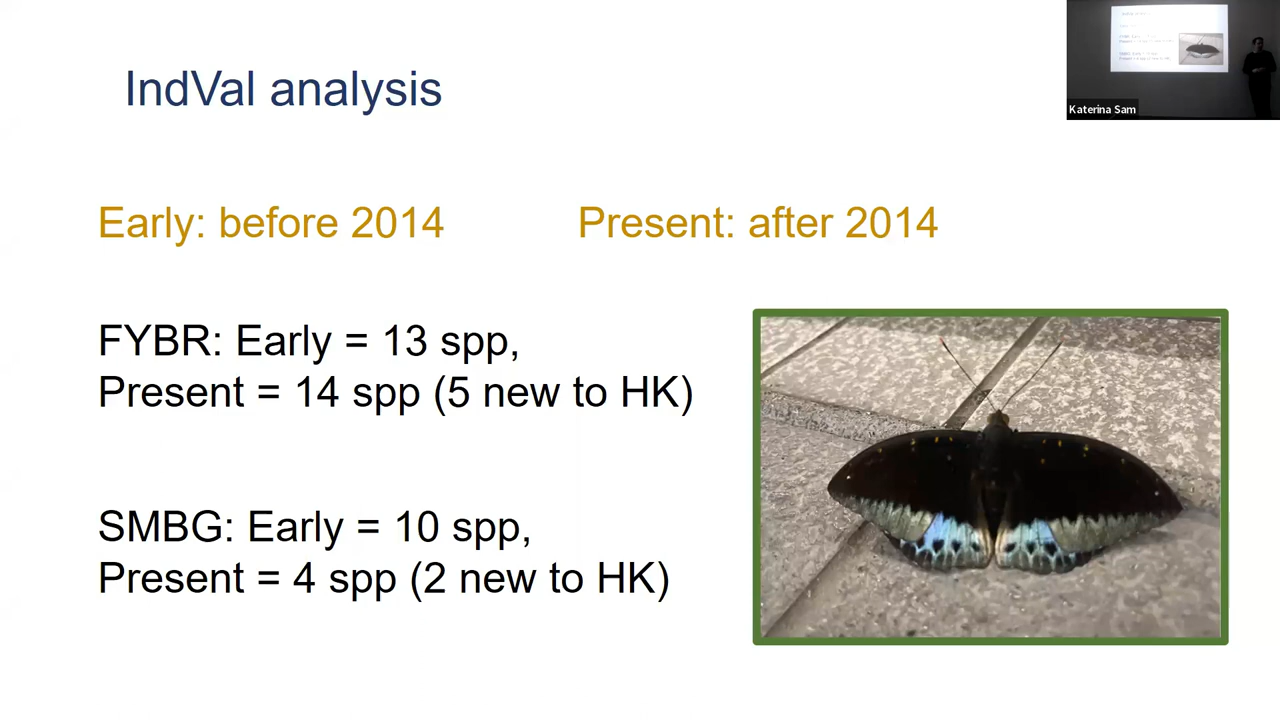 IndVal analysis
Katerina Sam
Early: before 2014 Present: after 2014
FYBR: Early = 13 spp,
Present = 14 spp (5 new to HK)
SMBG: Early = 10 spp,
Present = 4 spp (2 new to HK)